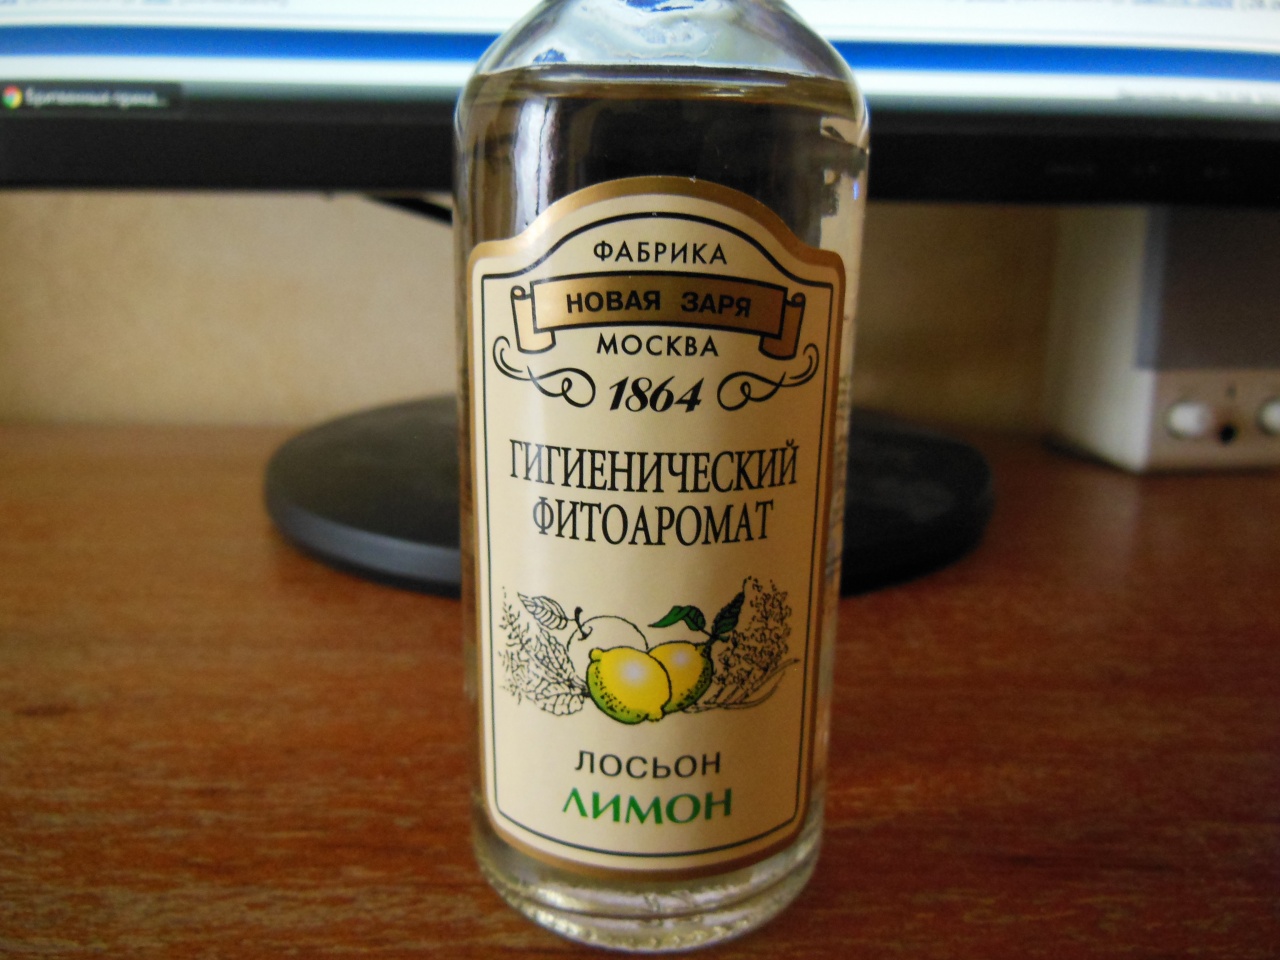 ФАБРИКА
НОВАЯ ЗАРЯ
МОСКВА
1864
ГИГИЕНИЧЕСКИЙ
ФИТОАРОМАТ
ЛОСЬОН
ЛИМОН